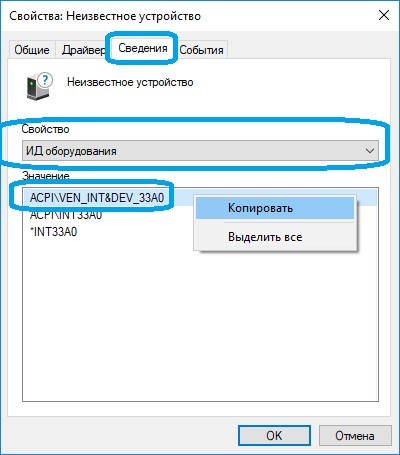 Свойства: Неизвестное устройство
Общие Драйвер Сведения События
Неизвестное устройство
Свойство
ИД оборудования
Значение
ACPI\VEN_INT&DEV_33A0
ACPI\INT33A0
*INT33A0
Копировать
Выделить все
OK Отмена